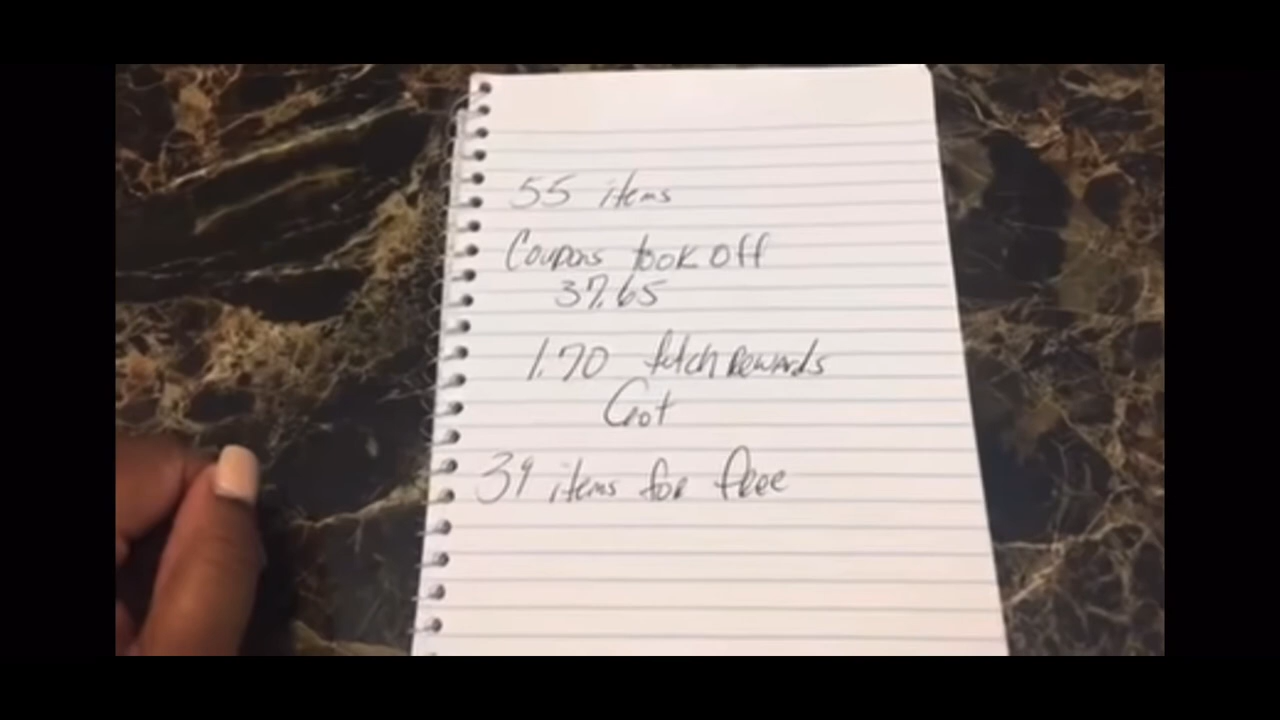 55 items
Coupons took off
37.65
1.70 fetch Rewards
Got
39 items for free